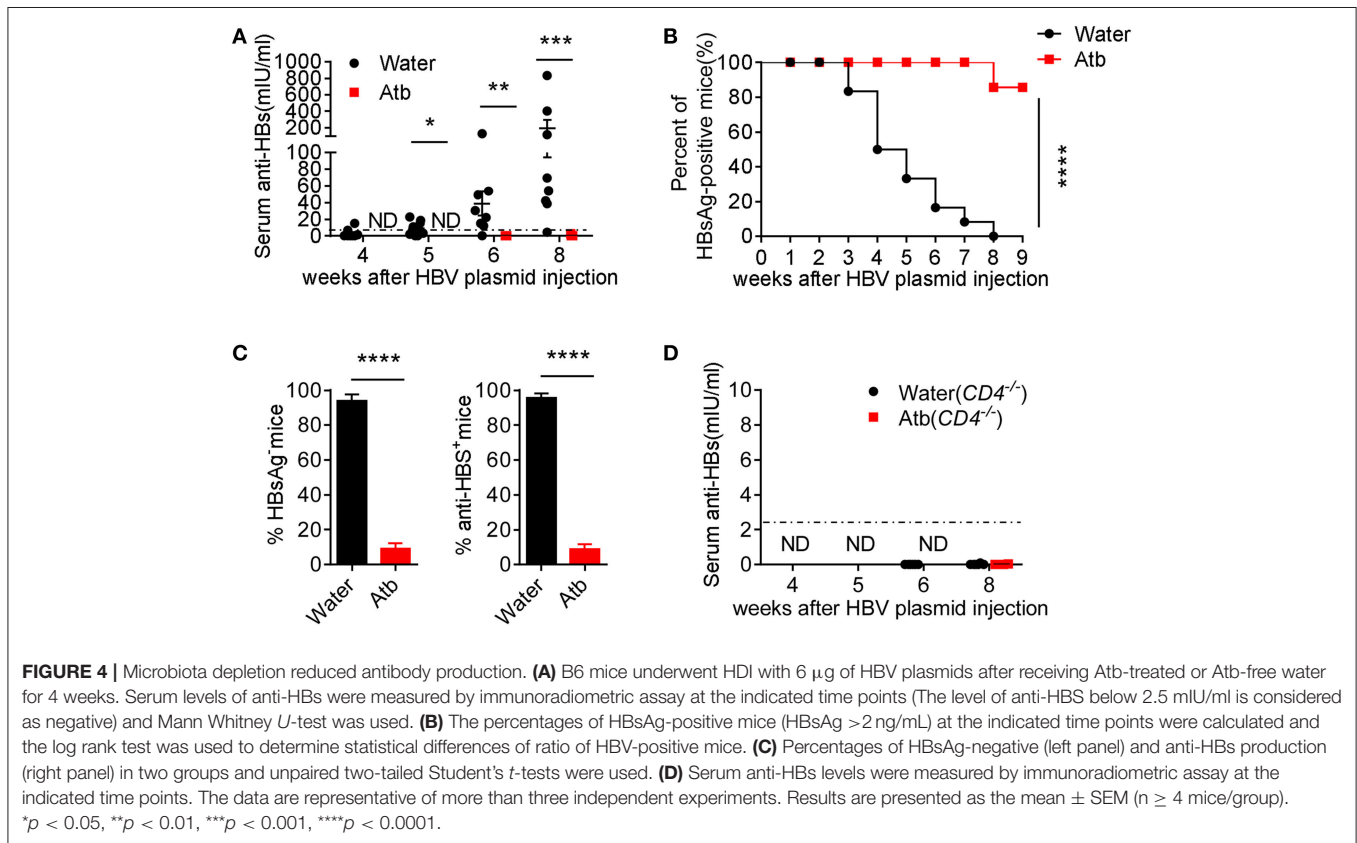 A
Serum anti-HBs(mIU/ml)
1000
800
600
400
200
100
80
60
40
20
0
Water
Atb
*
**
***
ND
ND
4 5 6 8
weeks after HBV plasmid injection
B
Percent of
HBsAg-positive mice(%)
100
80
60
40
20
0
Water
Atb
****
0 1 2 3 4 5 6 7 8 9
weeks after HBV plasmid injection
C
% HBsAg-mice
100
80
60
40
20
0
****
Water
Atb
% anti-HBS+mice
100
80
60
40
20
0
****
Water
Atb
D
Serum anti-HBs(mIU/ml)
10
8
6
4
2
0
Water(CD4-/-)
Atb(CD4-/-)
ND ND ND
4 5 6 8
weeks after HBV plasmid injection
FIGURE 4 | Microbiota depletion reduced antibody production. (A) B6 mice underwent HDI with 6 μg of HBV plasmids after receiving Atb-treated or Atb-free water
for 4 weeks. Serum levels of anti-HBs were measured by immunoradiometric assay at the indicated time points (The level of anti-HBS below 2.5 mIU/ml is considered
as negative) and Mann Whitney U-test was used. (B) The percentages of HBsAg-positive mice (HBsAg >2 ng/mL) at the indicated time points were calculated and
the log rank test was used to determine statistical differences of ratio of HBV-positive mice. (C) Percentages of HBsAg-negative (left panel) and anti-HBs production
(right panel) in two groups and unpaired two-tailed Student's t-tests were used. (D) Serum anti-HBs levels were measured by immunoradiometric assay at the
indicated time points. The data are representative of more than three independent experiments. Results are presented as the mean ± SEM (n ≥ 4 mice/group).
*p < 0.05, **p < 0.01, ***p < 0.001, ****p < 0.0001.